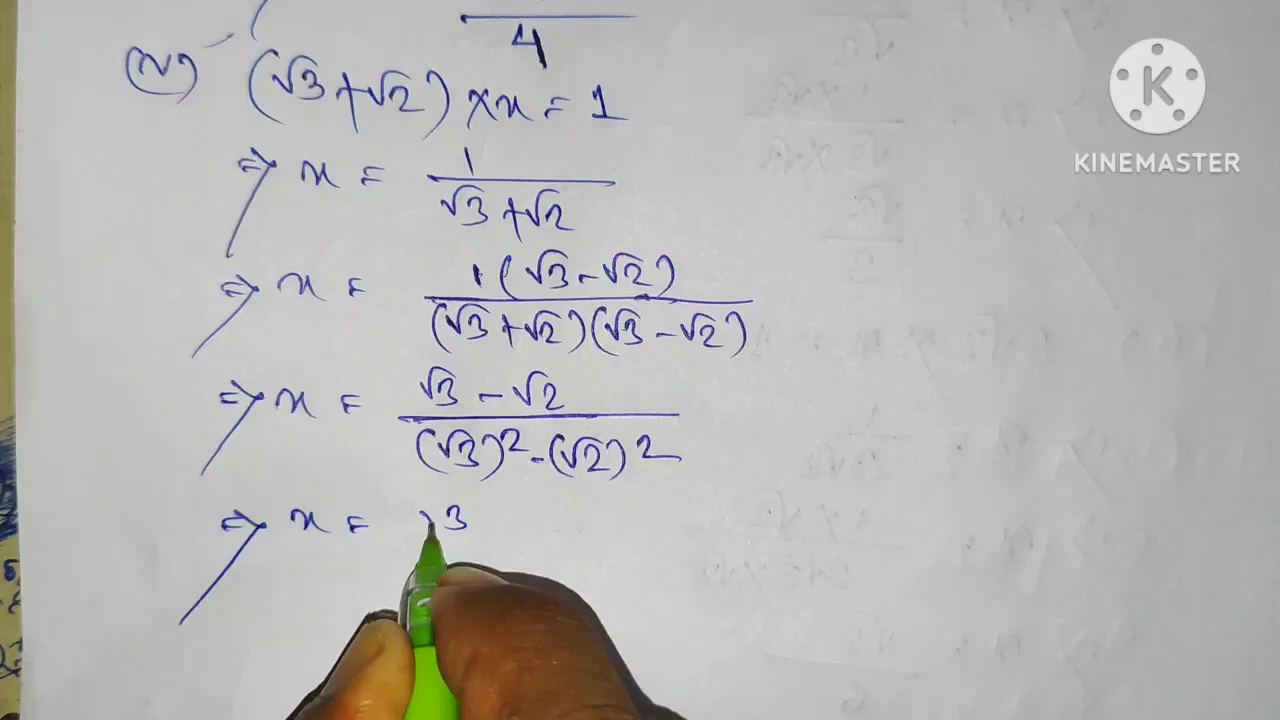 4
(√3+√2) × x = 1
⇒ x = 1 / √3+√2
⇒ x = 1(√3-√2) / (√3+√2)(√3-√2)
⇒ x = √3-√2 / (√3)²-(√2)²
⇒ x = √3
KINEMASTER